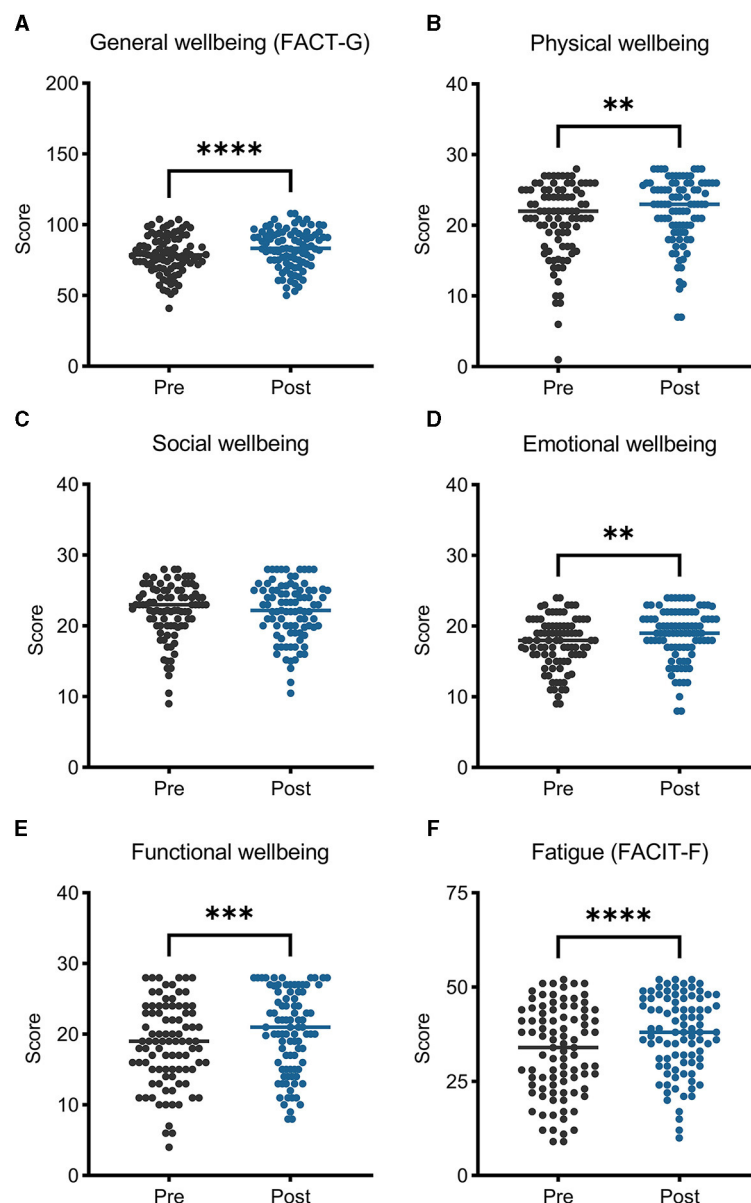 A
General wellbeing (FACT-G)
200
150
100
50
0
Score
****
Pre
Post
B
Physical wellbeing
40
30
20
10
0
Score
**
Pre
Post
C
Social wellbeing
40
30
20
10
0
Score
Pre
Post
D
Emotional wellbeing
40
30
20
10
0
Score
**
Pre
Post
E
Functional wellbeing
40
30
20
10
0
Score
***
Pre
Post
F
Fatigue (FACIT-F)
75
50
25
0
Score
****
Pre
Post